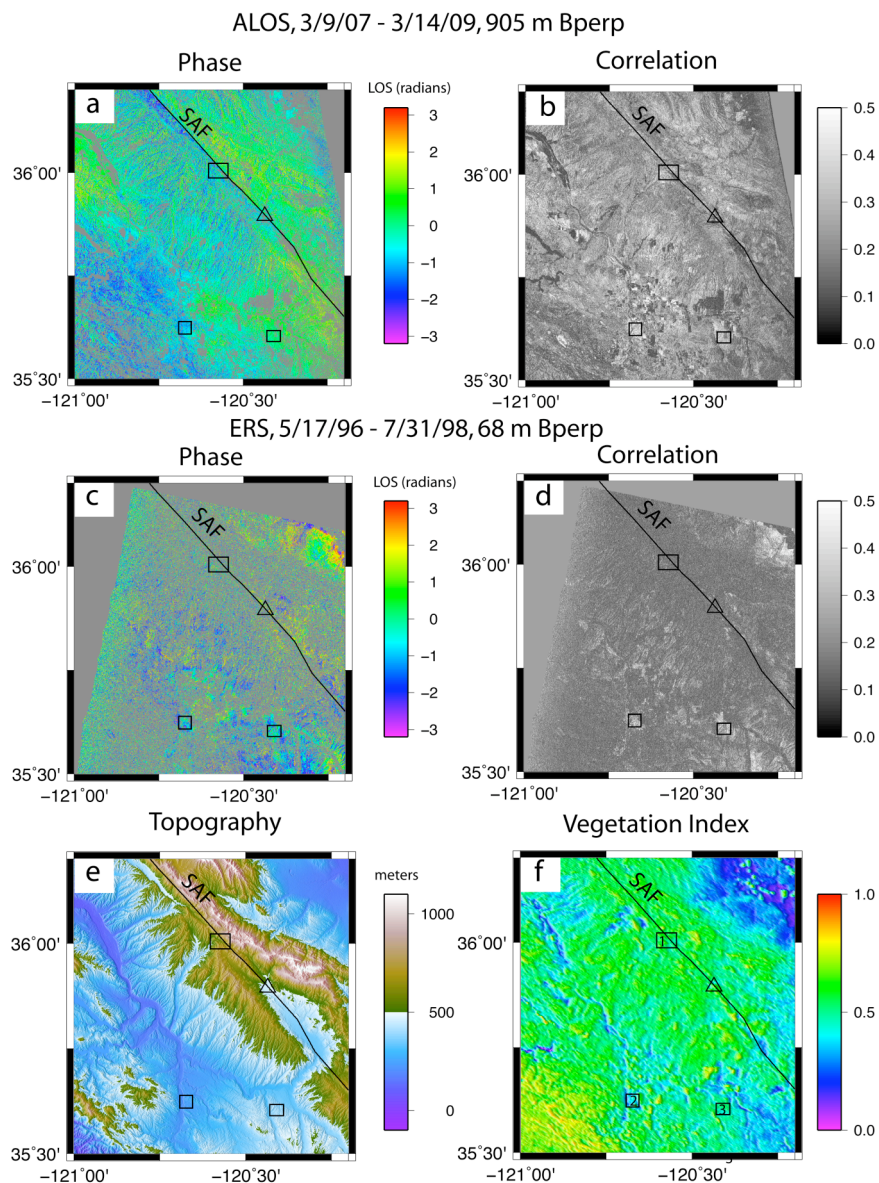 ALOS, 3/9/07 - 3/14/09, 905 m Bperp
Phase
Correlation
LOS (radians)
a
SAF
36°00'
35°30'
-121°00'
-120°30'
3
2
1
0
-1
-2
-3
b
SAF
36°00'
35°30'
-121°00'
-120°30'
0.5
0.4
0.3
0.2
0.1
0.0
ERS, 5/17/96 - 7/31/98, 68 m Bperp
Phase
Correlation
LOS (radians)
c
SAF
36°00'
35°30'
-121°00'
-120°30'
3
2
1
0
-1
-2
-3
d
SAF
36°00'
35°30'
-121°00'
-120°30'
0.5
0.4
0.3
0.2
0.1
0.0
Topography
Vegetation Index
meters
e
SAF
36°00'
35°30'
-121°00'
-120°30'
1000
500
0
f
SAF
1
2
3
36°00'
35°30'
-121°00'
-120°30'
1.0
0.5
0.0